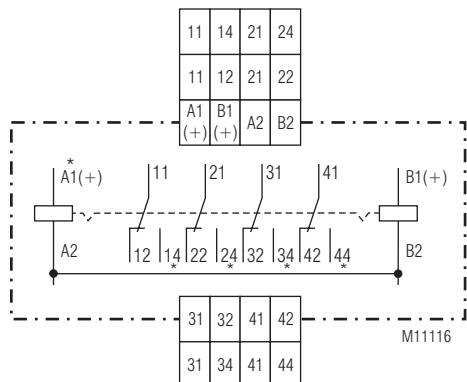 11 14 21 24
11 12 21 22
A1 (+) B1 (+) A2 B2
*
A1(+) 11 21 31 41 B1(+)
A2 12 14 22 24 32 34 42 44 B2
* * * *
31 32 41 42
M11116
31 34 41 44